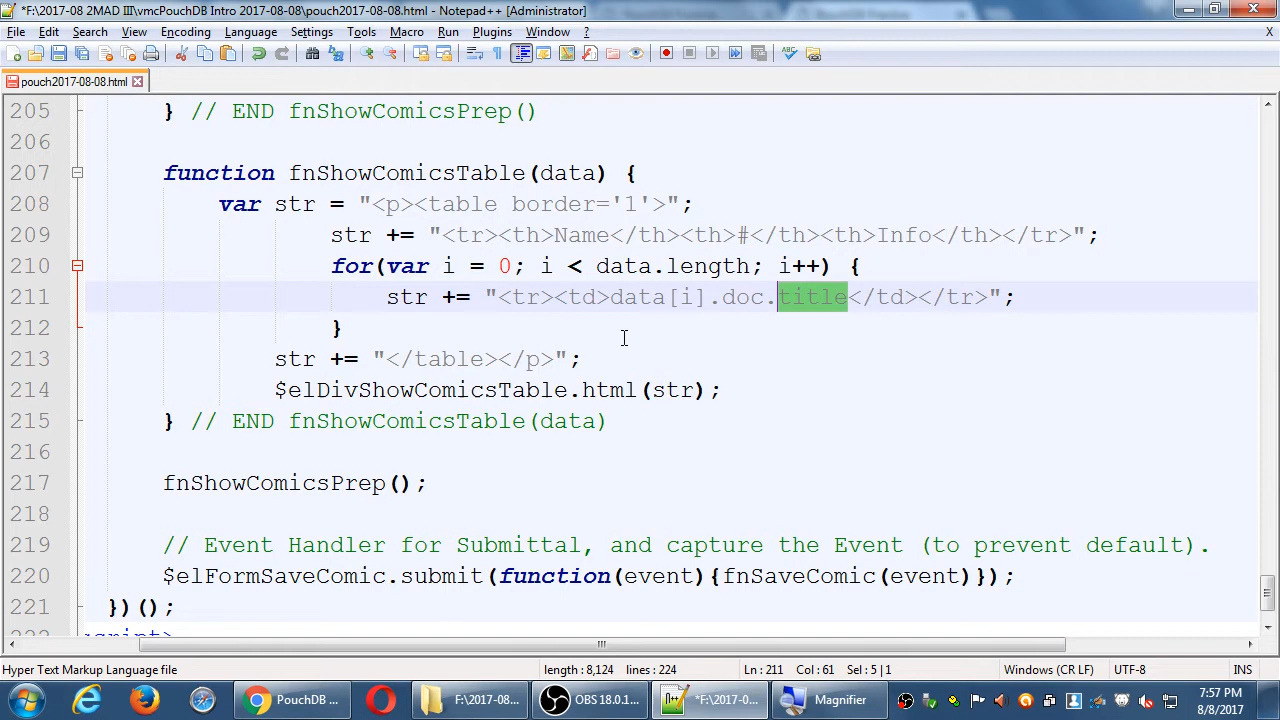 *F:\2017-08 2MAD III\vmcPouchDB Intro 2017-08-08\pouch2017-08-08.html - Notepad++ [Administrator]
File Edit Search View Encoding Language Settings Tools Macro Run Plugins Window ? X
pouch2017-08-08.html
205 } // END fnShowComicsPrep()
206
207 function fnShowComicsTable(data) {
208 var str = "<p><table border='1'>";
209 str += "<tr><th>Name</th><th>#</th><th>Info</th></tr>";
210 for(var i = 0; i < data.length; i++) {
211 str += "<tr><td>data[i].doc.title</td></tr>";
212 }
213 str += "</table></p>";
214 $elDivShowComicsTable.html(str);
215 } // END fnShowComicsTable(data)
216
217 fnShowComicsPrep();
218
219 // Event Handler for Submittal, and capture the Event (to prevent default).
220 $elFormSaveComic.submit(function(event){fnSaveComic(event)});
221 })();
Hyper Text Markup Language file length : 8,124 lines : 224 Ln : 211 Col : 61 Sel : 5 | 1 Windows (CR LF) UTF-8 INS
PouchDB ... F:\2017-08... OBS 18.0.1... *F:\2017-0... Magnifier 7:57 PM
8/8/2017